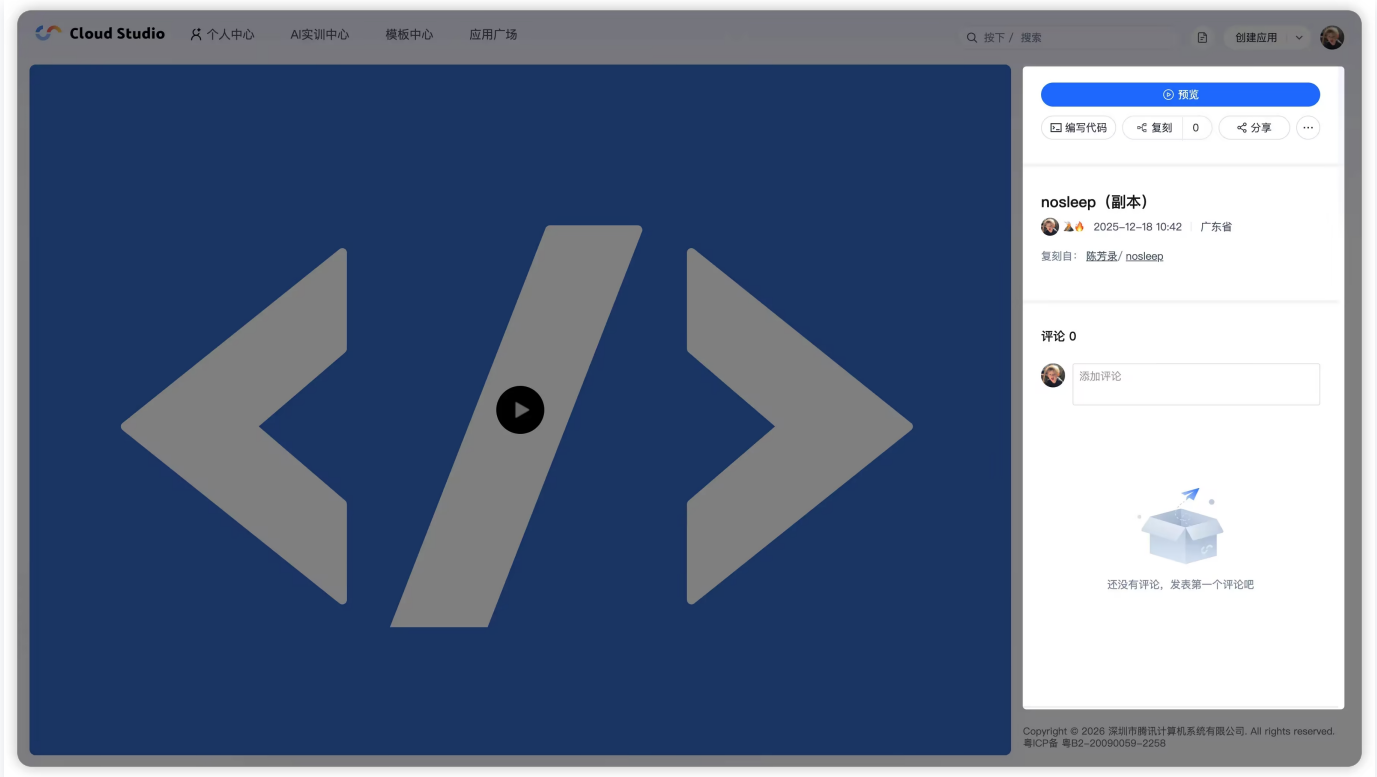 Cloud Studio 个人中心 AI实训中心 模板中心 应用广场 按下 / 搜索 创建应用
预览
编写代码 复刻 0 分享 ···
nosleep（副本）
2025-12-18 10:42 广东省
复刻自： 陈芳录/ nosleep
评论 0
添加评论
还没有评论，发表第一个评论吧
Copyright © 2026 深圳市腾讯计算机系统有限公司. All rights reserved.
粤ICP备 粤B2-20090059-2258